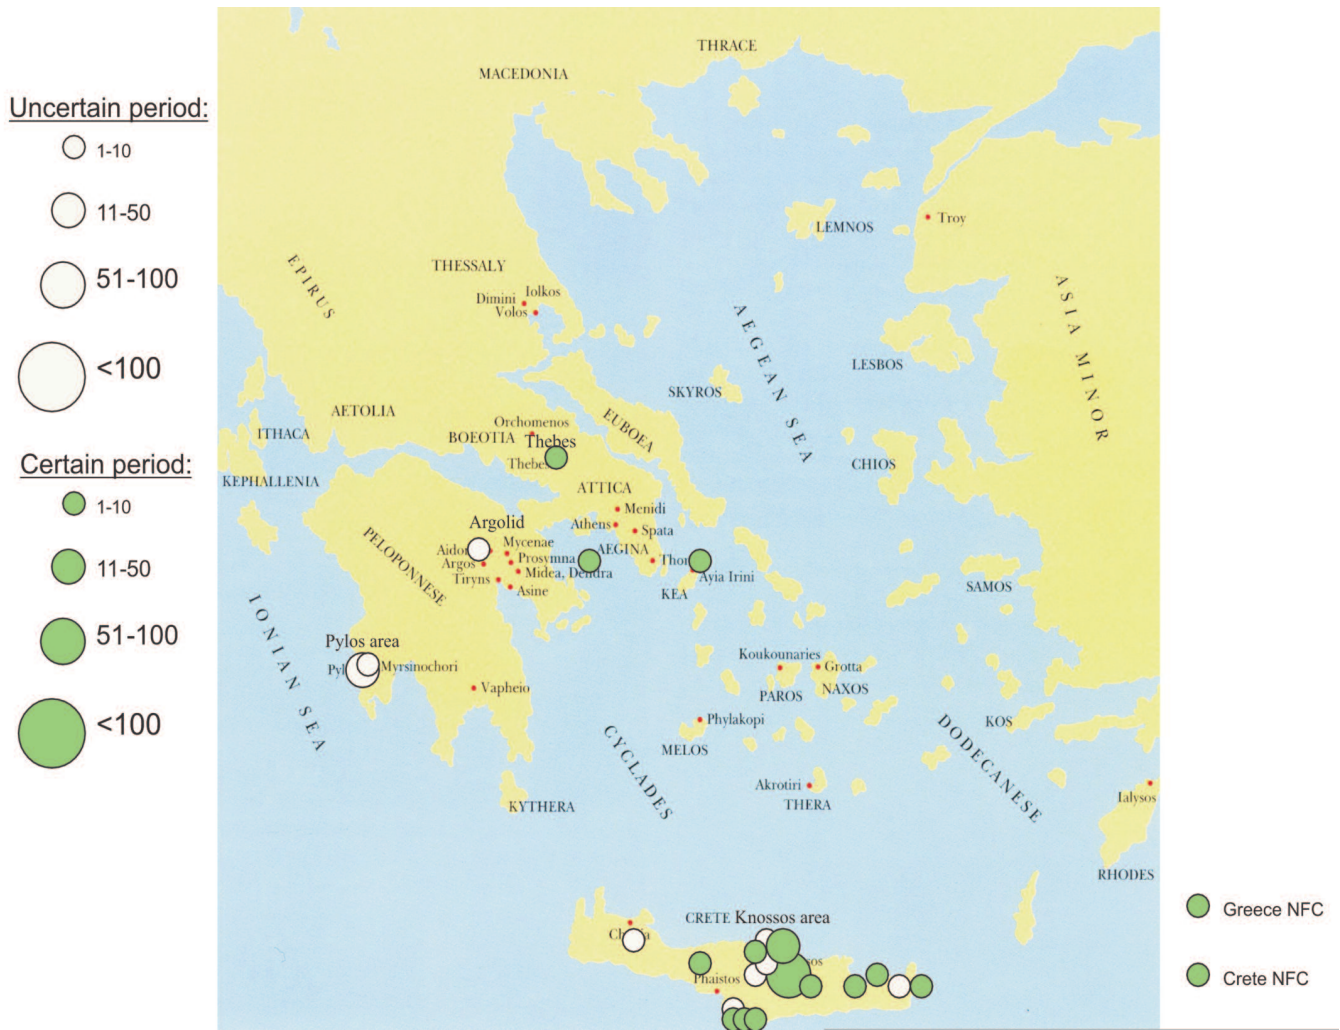 Uncertain period:
1-10
11-50
51-100
<100
Certain period:
1-10
11-50
51-100
<100
THRACE
MACEDONIA
LEMNOS
Troy
EPIRUS
THESSALY
Iolkos
Dimini
Volos
AEGEAN SEA
ASIA MINOR
LESBOS
SKYROS
AETOLIA
Orchomenos
EUBOEA
ITHACA
BOEOTIA
Thebes
Thebes
CHIOS
KEPHALLENIA
ATTICA
Menidi
Argolid
Athens
Spata
PELOPONNESE
Mycenae
AEGINA
Prosymna
Argos
Midea, Dendra
Ayia Irini
Tiryns
Asine
KEA
SAMOS
IONIAN SEA
Pylos area
Myrsinochori
Koukounaries
Grotta
Vapheio
PAROS
NAXOS
Phylakopi
KOS
MELOS
CYCLADES
DODECANESE
Akrotiri
THERA
KYTHERA
Ialysos
RHODES
CRETE
Knossos area
Phaistos
Greece NFC
Crete NFC